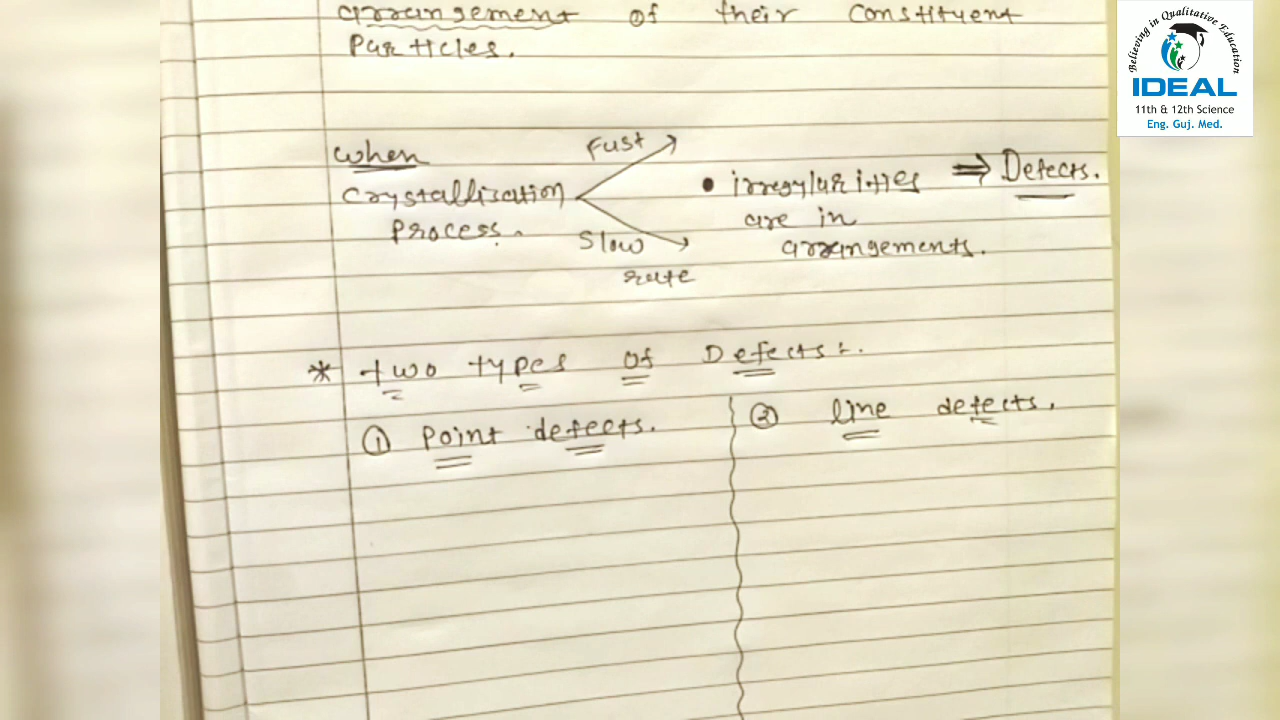 arrangement of their constituent
particles.
when
crystallization
process.
Fast
Slow
rate
• irregularities
are in
arrangements.
⇒ Defects.
* two types of Defects:-
① point defects.
② line defects.
Believing in Qualitative Education
IDEAL
11th & 12th Science
Eng. Guj. Med.